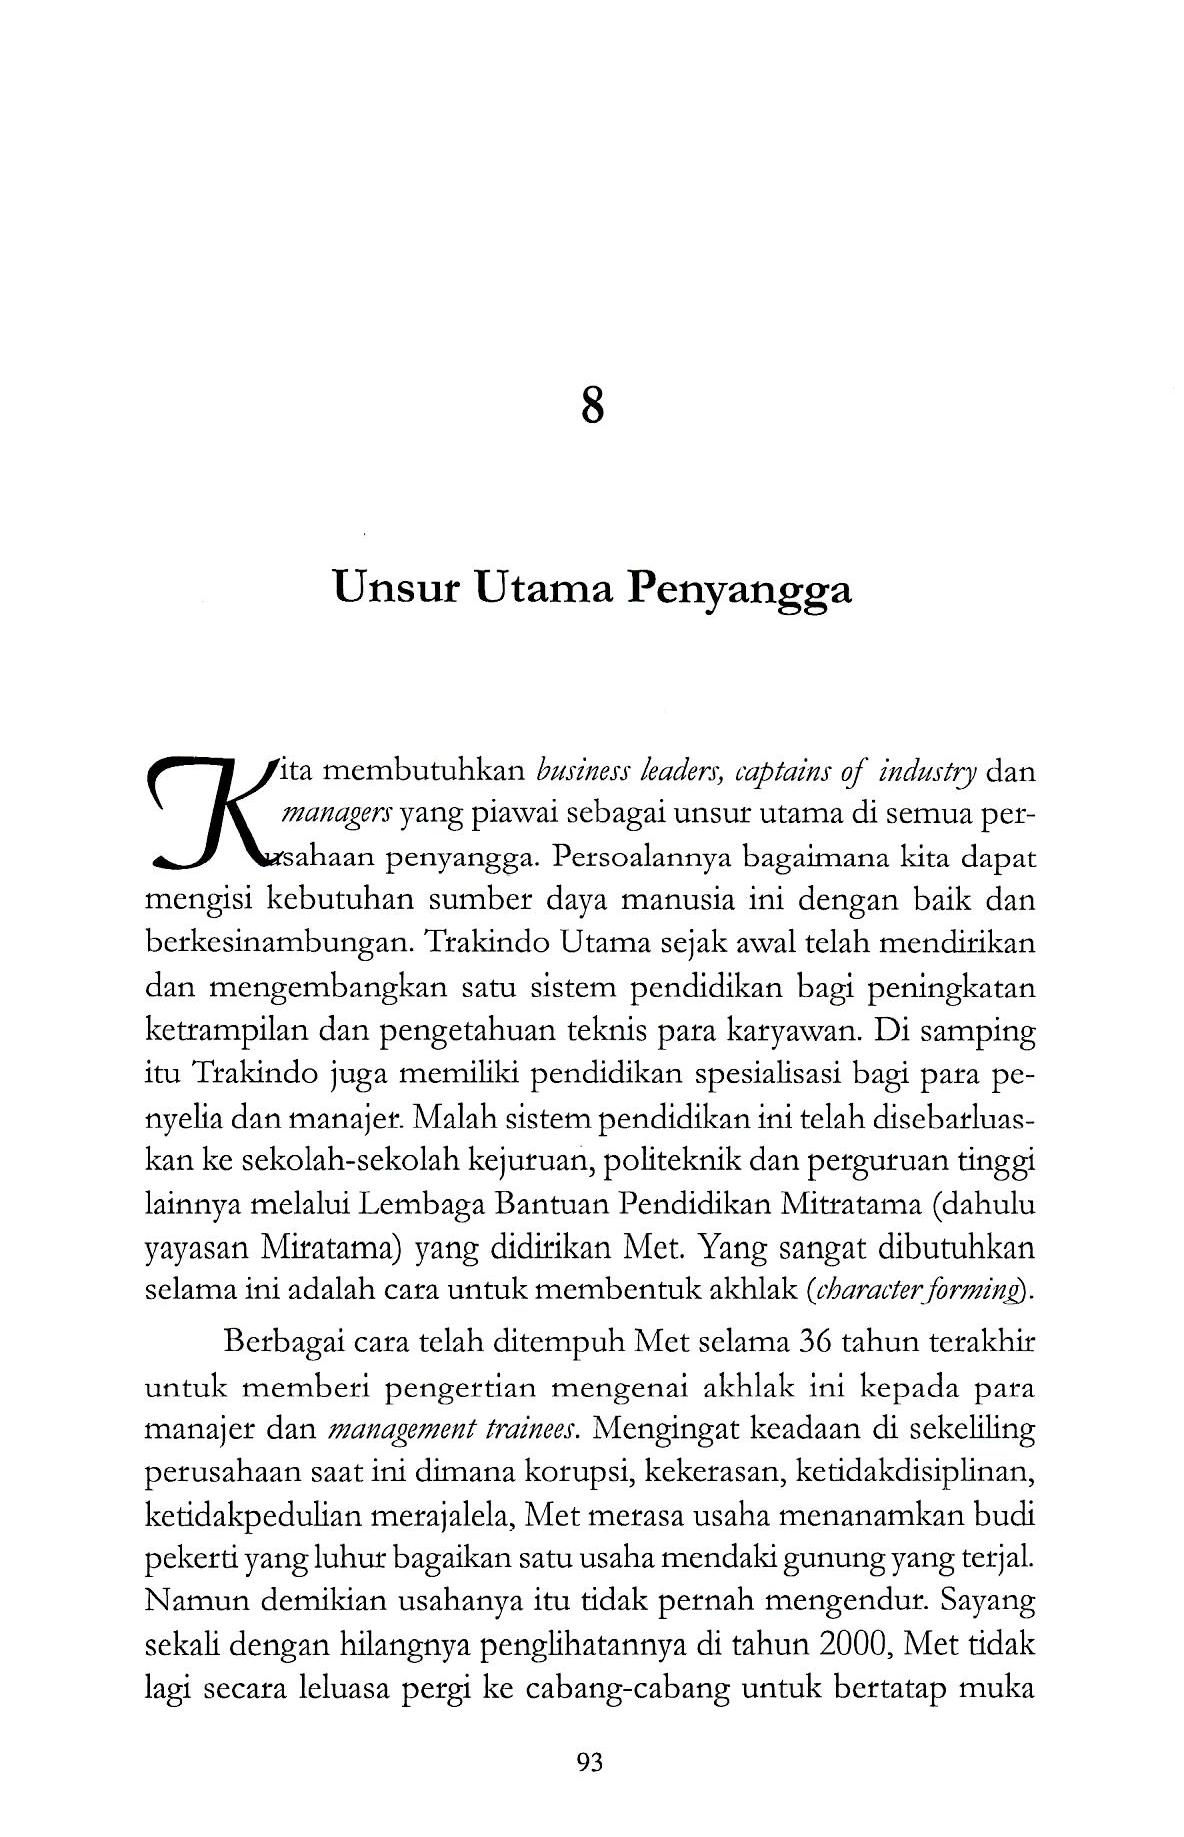 8
Unsur Utama Penyangga
Kita membutuhkan business leaders, captains of industry dan
managers yang piawai sebagai unsur utama di semua per-
usahaan penyangga. Persoalannya bagaimana kita dapat
mengisi kebutuhan sumber daya manusia ini dengan baik dan
berkesinambungan. Trakindo Utama sejak awal telah mendirikan
dan mengembangkan satu sistem pendidikan bagi peningkatan
ketrampilan dan pengetahuan teknis para karyawan. Di samping
itu Trakindo juga memiliki pendidikan spesialisasi bagi para pe-
nyelia dan manajer. Malah sistem pendidikan ini telah disebarluas-
kan ke sekolah-sekolah kejuruan, politeknik dan perguruan tinggi
lainnya melalui Lembaga Bantuan Pendidikan Mitratama (dahulu
yayasan Miratama) yang didirikan Met. Yang sangat dibutuhkan
selama ini adalah cara untuk membentuk akhlak (character forming).
Berbagai cara telah ditempuh Met selama 36 tahun terakhir
untuk memberi pengertian mengenai akhlak ini kepada para
manajer dan management trainees. Mengingat keadaan di sekeliling
perusahaan saat ini dimana korupsi, kekerasan, ketidakdisiplinan,
ketidakpedulian merajalela, Met merasa usaha menanamkan budi
pekerti yang luhur bagaikan satu usaha mendaki gunung yang terjal.
Namun demikian usahanya itu tidak pernah mengendur. Sayang
sekali dengan hilangnya penglihatannya di tahun 2000, Met tidak
lagi secara leluasa pergi ke cabang-cabang untuk bertatap muka
93